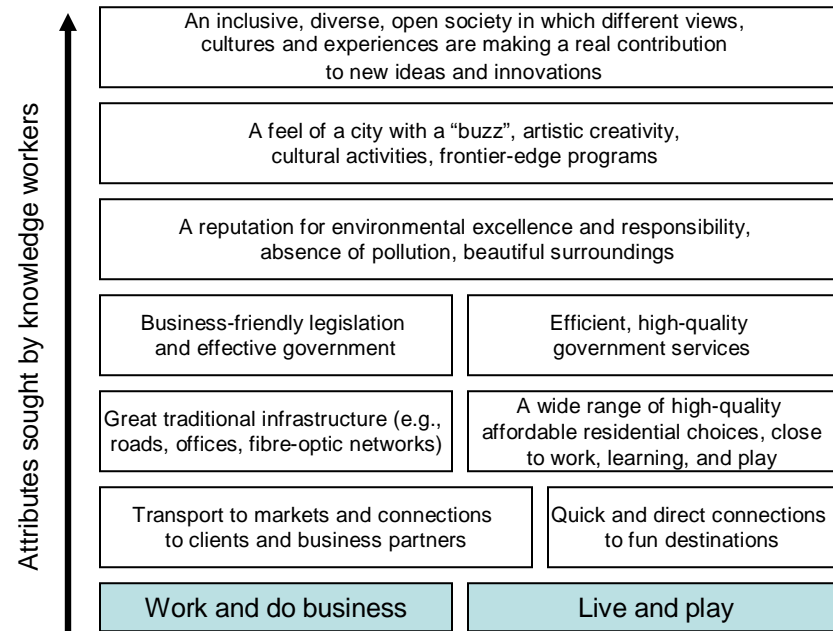 An inclusive, diverse, open society in which different views,
cultures and experiences are making a real contribution
to new ideas and innovations
A feel of a city with a “buzz”, artistic creativity,
cultural activities, frontier-edge programs
A reputation for environmental excellence and responsibility,
absence of pollution, beautiful surroundings
Business-friendly legislation
and effective government
Efficient, high-quality
government services
Great traditional infrastructure (e.g.,
roads, offices, fibre-optic networks)
A wide range of high-quality
affordable residential choices, close
to work, learning, and play
Transport to markets and connections
to clients and business partners
Quick and direct connections
to fun destinations
Work and do business
Live and play
Attributes sought by knowledge workers